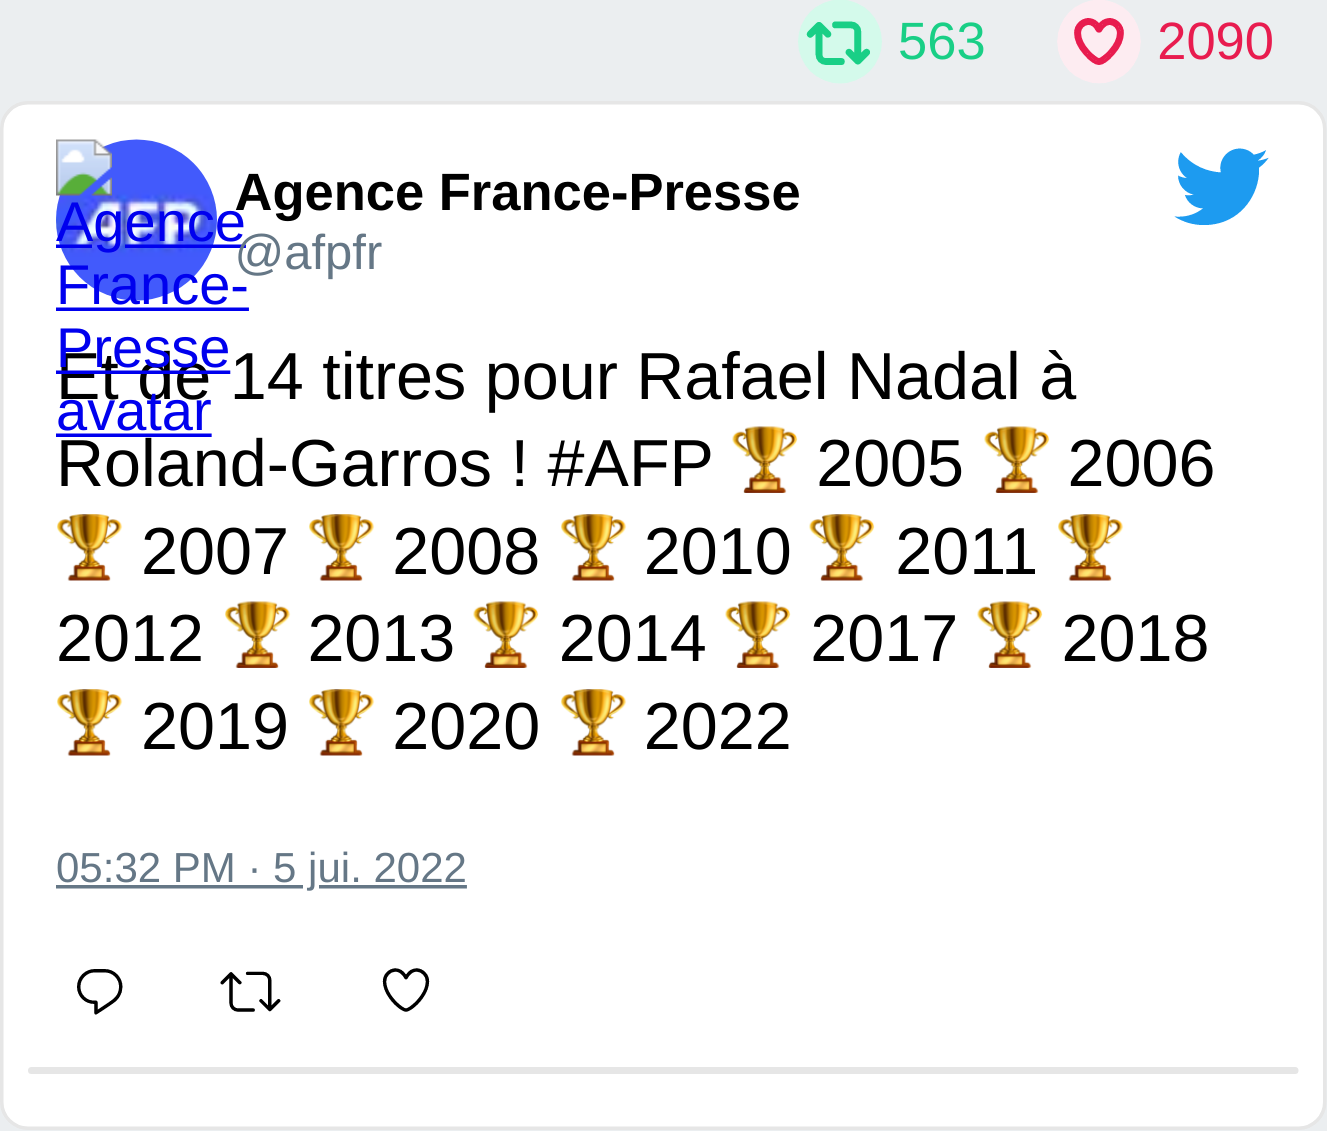 563 2090
Agence France-Presse
@afpfr
AFP
Agence
France-
Presse
avatar
Et de 14 titres pour Rafael Nadal à
Roland-Garros ! #AFP 🏆 2005 🏆 2006
🏆 2007 🏆 2008 🏆 2010 🏆 2011 🏆
2012 🏆 2013 🏆 2014 🏆 2017 🏆 2018
🏆 2019 🏆 2020 🏆 2022
05:32 PM · 5 jui. 2022